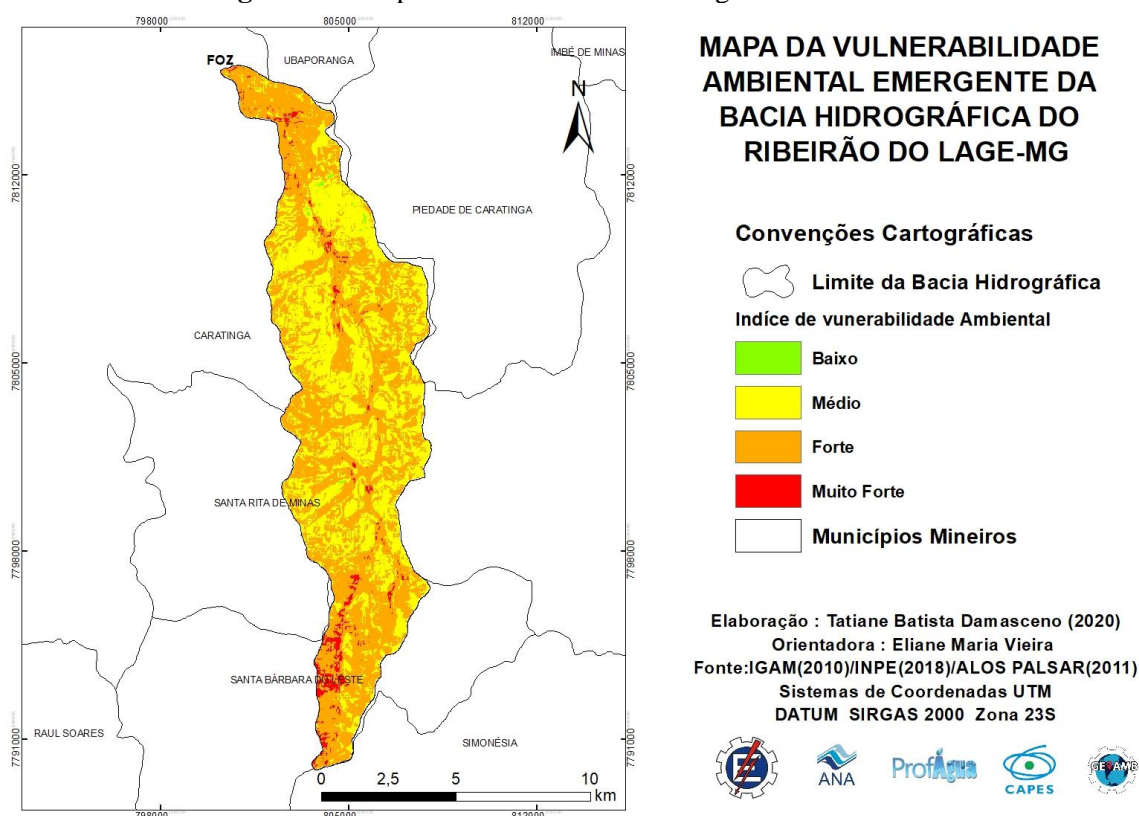 798000
805000
812000
MAPA DA VULNERABILIDADE
AMBIENTAL EMERGENTE DA
BACIA HIDROGRÁFICA DO
RIBEIRÃO DO LAGE-MG
FOZ
UBAPORANGA
IMBÉ DE MINAS
N
7812000
7812000
PIEDADE DE CARATINGA
CARATINGA
7805000
7805000
SANTA RITA DE MINAS
7798000
7798000
SANTA BÁRBARA DO LESTE
RAUL SOARES
SIMONÉSIA
7791000
7791000
0 2,5 5 10
km
798000
805000
812000
Convenções Cartográficas
Limite da Bacia Hidrográfica
Indíce de vunerabilidade Ambiental
Baixo
Médio
Forte
Muito Forte
Municípios Mineiros
Elaboração : Tatiane Batista Damasceno (2020)
Orientadora : Eliane Maria Vieira
Fonte:IGAM(2010)/INPE(2018)/ALOS PALSAR(2011)
Sistemas de Coordenadas UTM
DATUM SIRGAS 2000 Zona 23S
ANA
ProfÁgua
CAPES